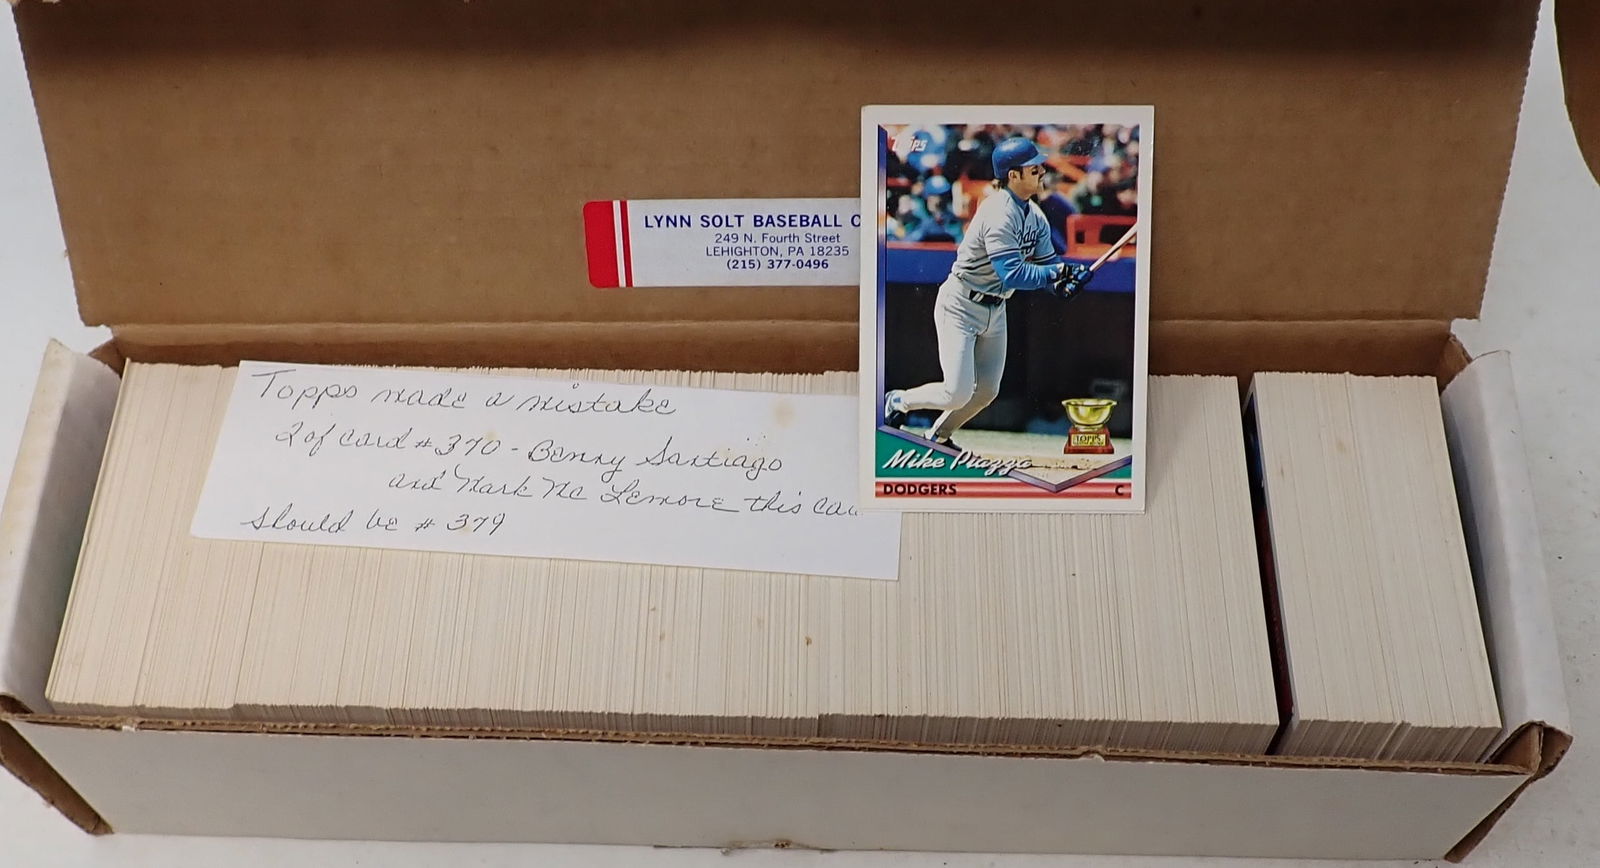 LYNN SOLT BASEBALL C
249 N. Fourth Street
LEHIGHTON, PA 18235
(215) 377-0496
Topps
TOPPS
Mike Piazza
DODGERS C
Topps made a mistake
2 of card # 370 - Benny Santiago
and Mark Mc Lemore this ca
should be # 379